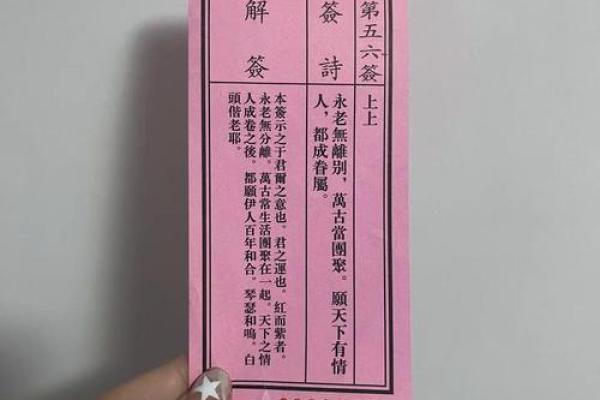 第五六簽
上上
簽詩
永老無離別，萬古當團聚。願天下有情
人，都成眷屬。
解簽
本簽示之于君爾之意也。君之運也。紅而紫者。
永老無分離。萬古常生活團聚在一起。天下之情
人成卷之後。都願伊人百年和合。琴瑟和鳴。白
頭偕老耶。